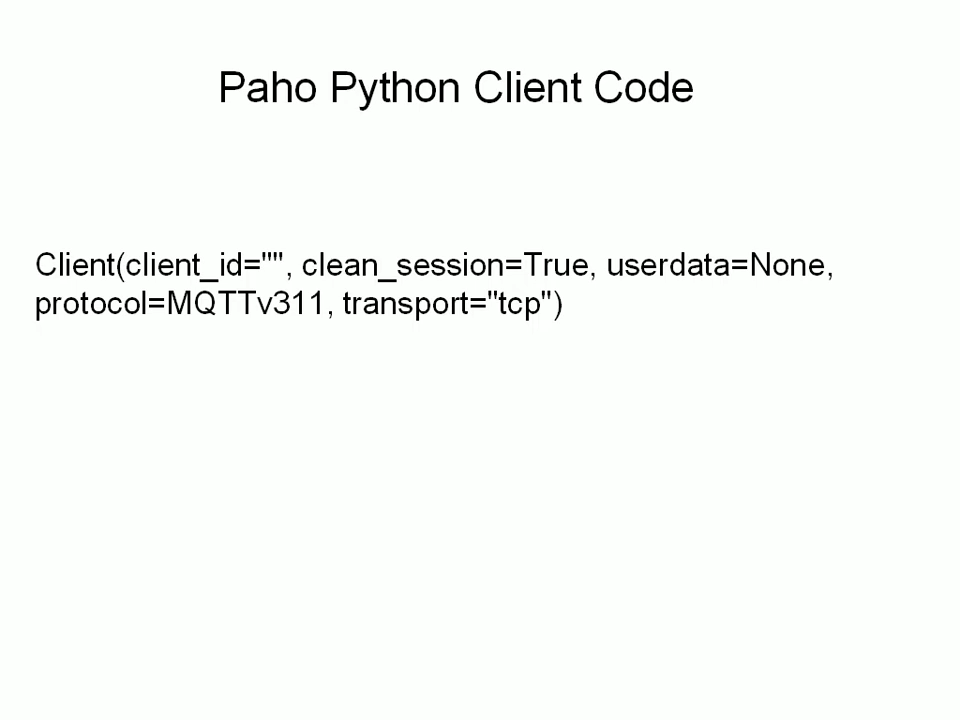 Paho Python Client Code
Client(client_id="", clean_session=True, userdata=None,
protocol=MQTTv311, transport="tcp")